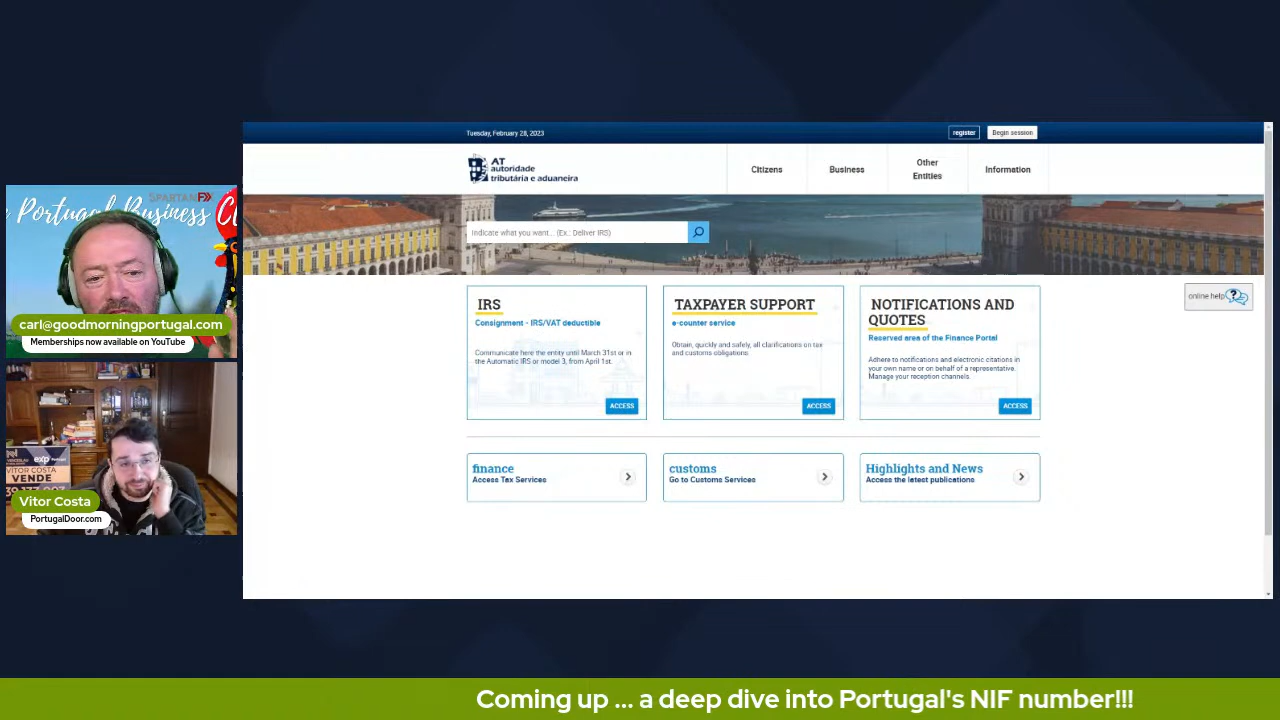 SPARTANFX
Portugal Business Cl
carl@goodmorningportugal.com
Memberships now available on YouTube
exp
VITOR COSTA
VENDE
Vitor Costa
PortugalDoor.com
Tuesday, February 28, 2023
register
Begin session
AT
autoridade
tributária e aduaneira
Citizens
Business
Other
Entities
Information
Indicate what you want... (Ex.: Deliver IRS)
online help
IRS
Consignment - IRS/VAT deductible
Communicate here the entity until March 31st or in
the Automatic IRS or model 3, from April 1st.
ACCESS
TAXPAYER SUPPORT
e-counter service
Obtain, quickly and safely, all clarifications on tax
and customs obligations.
ACCESS
NOTIFICATIONS AND
QUOTES
Reserved area of the Finance Portal
Adhere to notifications and electronic citations in
your own name or on behalf of a representative.
Manage your reception channels.
ACCESS
finance
Access Tax Services
customs
Go to Customs Services
Highlights and News
Access the latest publications
Coming up ... a deep dive into Portugal's NIF number!!!